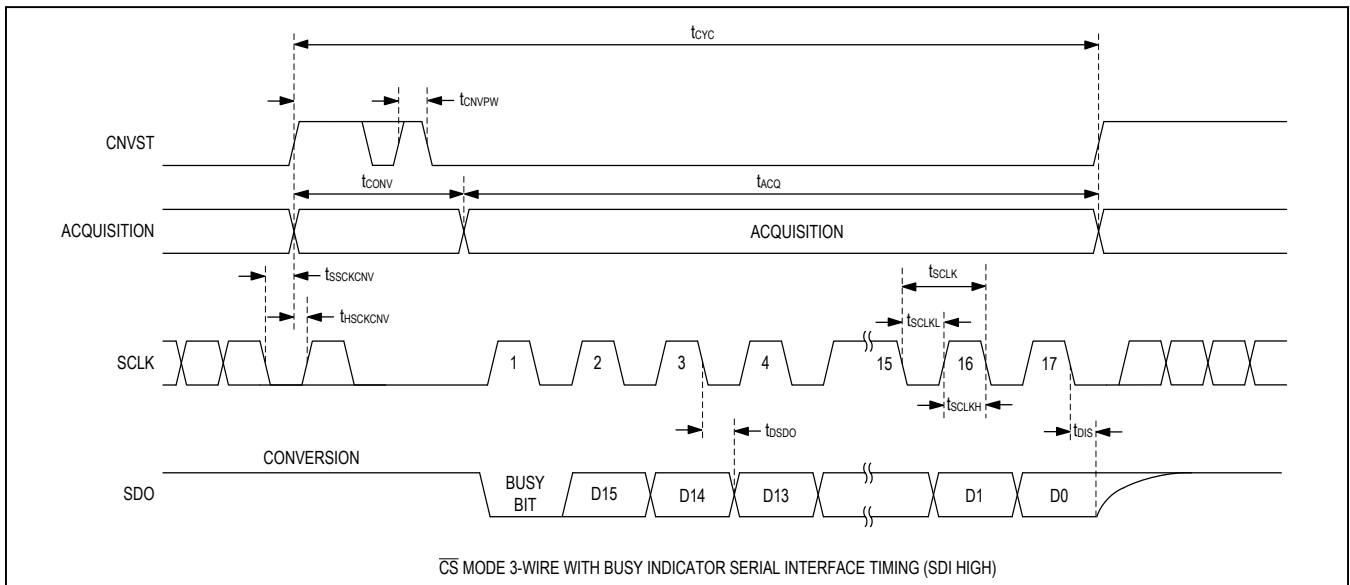 tCYC
tCNVPW
CNVST
tCONV
tACQ
ACQUISITION
ACQUISITION
tSSCKCNV
tSCLK
tHSCKCNV
tSCLKL
SCLK
1 2 3 4 15 16 17
tSCLKH
tDSDO
tDIS
CONVERSION
SDO
BUSY
BIT
D15 D14 D13 D1 D0
CS MODE 3-WIRE WITH BUSY INDICATOR SERIAL INTERFACE TIMING (SDI HIGH)